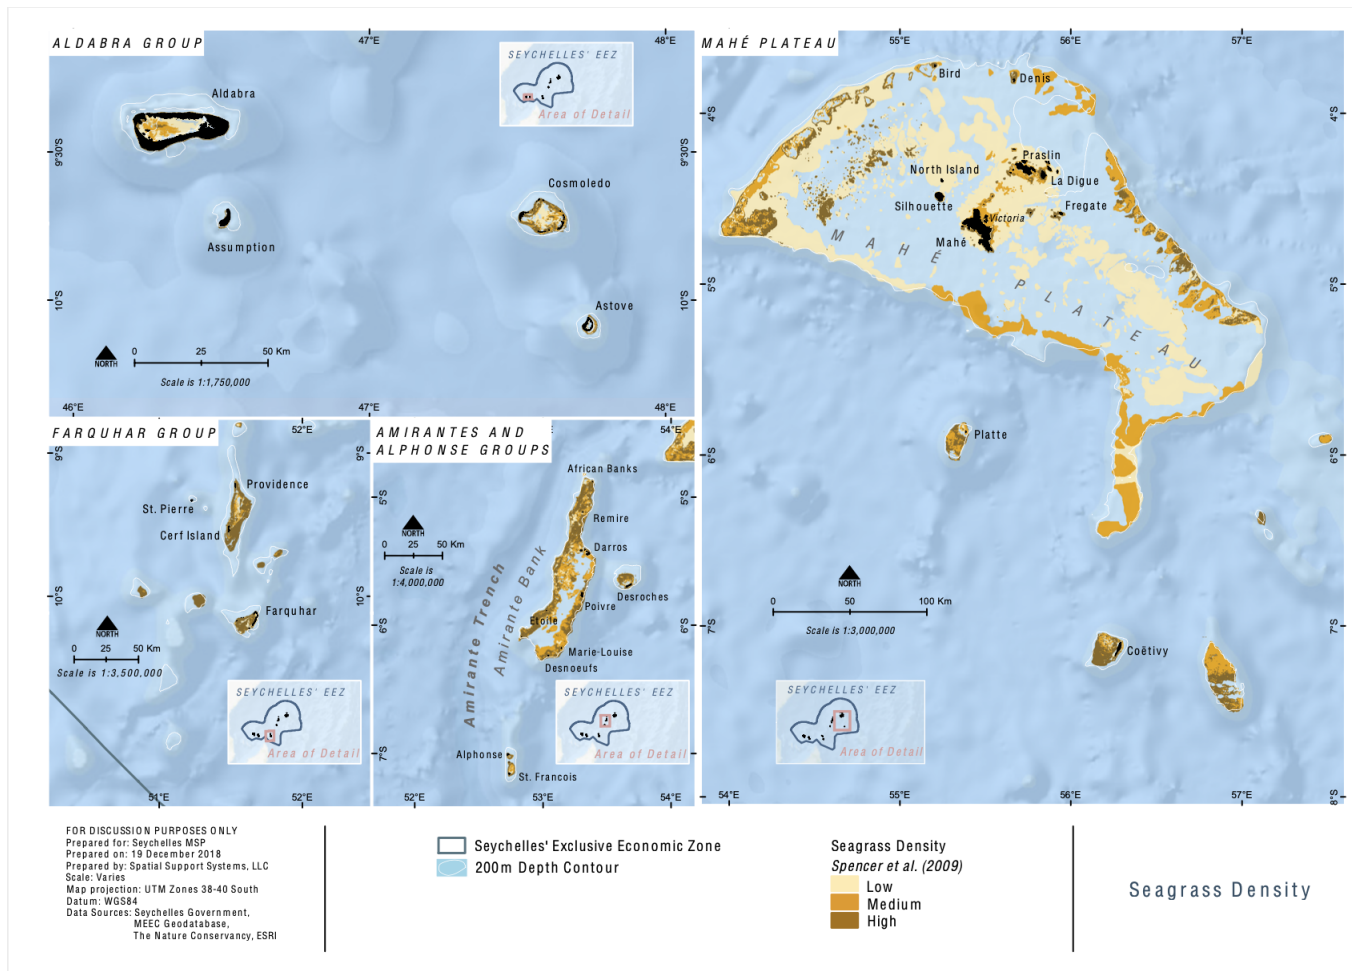 ALDABRA GROUP
47°E
48°E
SEYCHELLES' EEZ
Area of Detail
Aldabra
9°30S
Cosmoledo
Assumption
10°S
10°S
Astove
0 25 50 Km
NORTH
Scale is 1:1,750,000
46°E
47°E
48°E
MAHÉ PLATEAU
55°E
56°E
57°E
Bird
Denis
4°S
4°S
Praslin
North Island
La Digue
Silhouette
Fregate
Victoria
Mahé
MAHÉ PLATEAU
5°S
5°S
Platte
6°S
6°S
NORTH
0 50 100 Km
Scale is 1:3,000,000
7°S
7°S
Coëtivy
SEYCHELLES' EEZ
Area of Detail
54°E
55°E
56°E
57°E
8°S
FARQUHAR GROUP
52°E
9°S
Providence
St. Pierre
Cerf Island
10°S
Farquhar
NORTH
0 25 50 Km
Scale is 1:3,500,000
SEYCHELLES' EEZ
Area of Detail
51°E
52°E
AMIRANTES AND
ALPHONSE GROUPS
54°E
African Banks
5°S
5°S
Remire
NORTH
0 25 50 Km
Scale is
1:4,000,000
Darros
Desroches
Poivre
Etoile
6°S
6°S
Marie-Louise
Desnoeufs
Amirante Trench
Amirante Bank
SEYCHELLES' EEZ
Area of Detail
Alphonse
7°S
7°S
St. Francois
52°E
53°E
54°E
FOR DISCUSSION PURPOSES ONLY
Prepared for: Seychelles MSP
Prepared on: 19 December 2018
Prepared by: Spatial Support Systems, LLC
Scale: Varies
Map projection: UTM Zones 38-40 South
Datum: WGS84
Data Sources: Seychelles Government,
MEEC Geodatabase,
The Nature Conservancy, ESRI
Seychelles' Exclusive Economic Zone
200m Depth Contour
Seagrass Density
Spencer et al. (2009)
Low
Medium
High
Seagrass Density